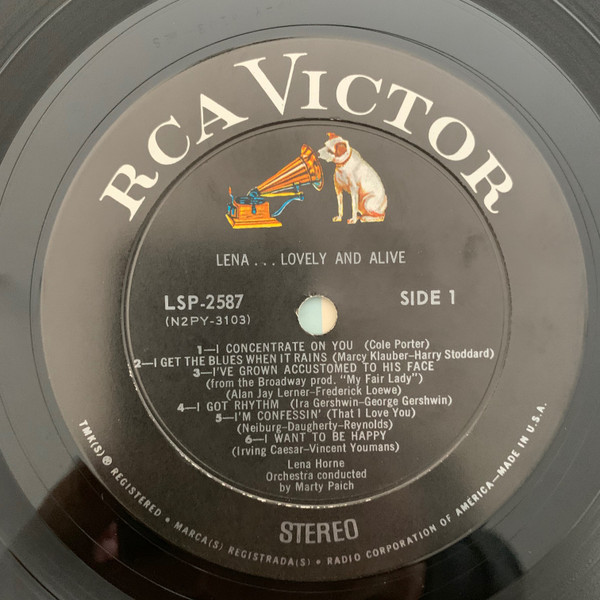 RCA VICTOR
LENA . . . LOVELY AND ALIVE
LSP-2587
SIDE 1
(N2PY-3103)
1—I CONCENTRATE ON YOU (Cole Porter)
2—I GET THE BLUES WHEN IT RAINS (Marcy Klauber-Harry Stoddard)
3—I'VE GROWN ACCUSTOMED TO HIS FACE
(from the Broadway prod. "My Fair Lady")
(Alan Jay Lerner-Frederick Loewe)
4—I GOT RHYTHM (Ira Gershwin-George Gershwin)
5—I'M CONFESSIN' (That I Love You)
(Neiburg-Daugherty-Reynolds)
6—I WANT TO BE HAPPY
(Irving Caesar-Vincent Youmans)
Lena Horne
Orchestra conducted
by Marty Paich
STEREO
TMK(S) ® REGISTERED • MARCA(S) REGISTRADA(S) • RADIO CORPORATION OF AMERICA—MADE IN U.S.A.